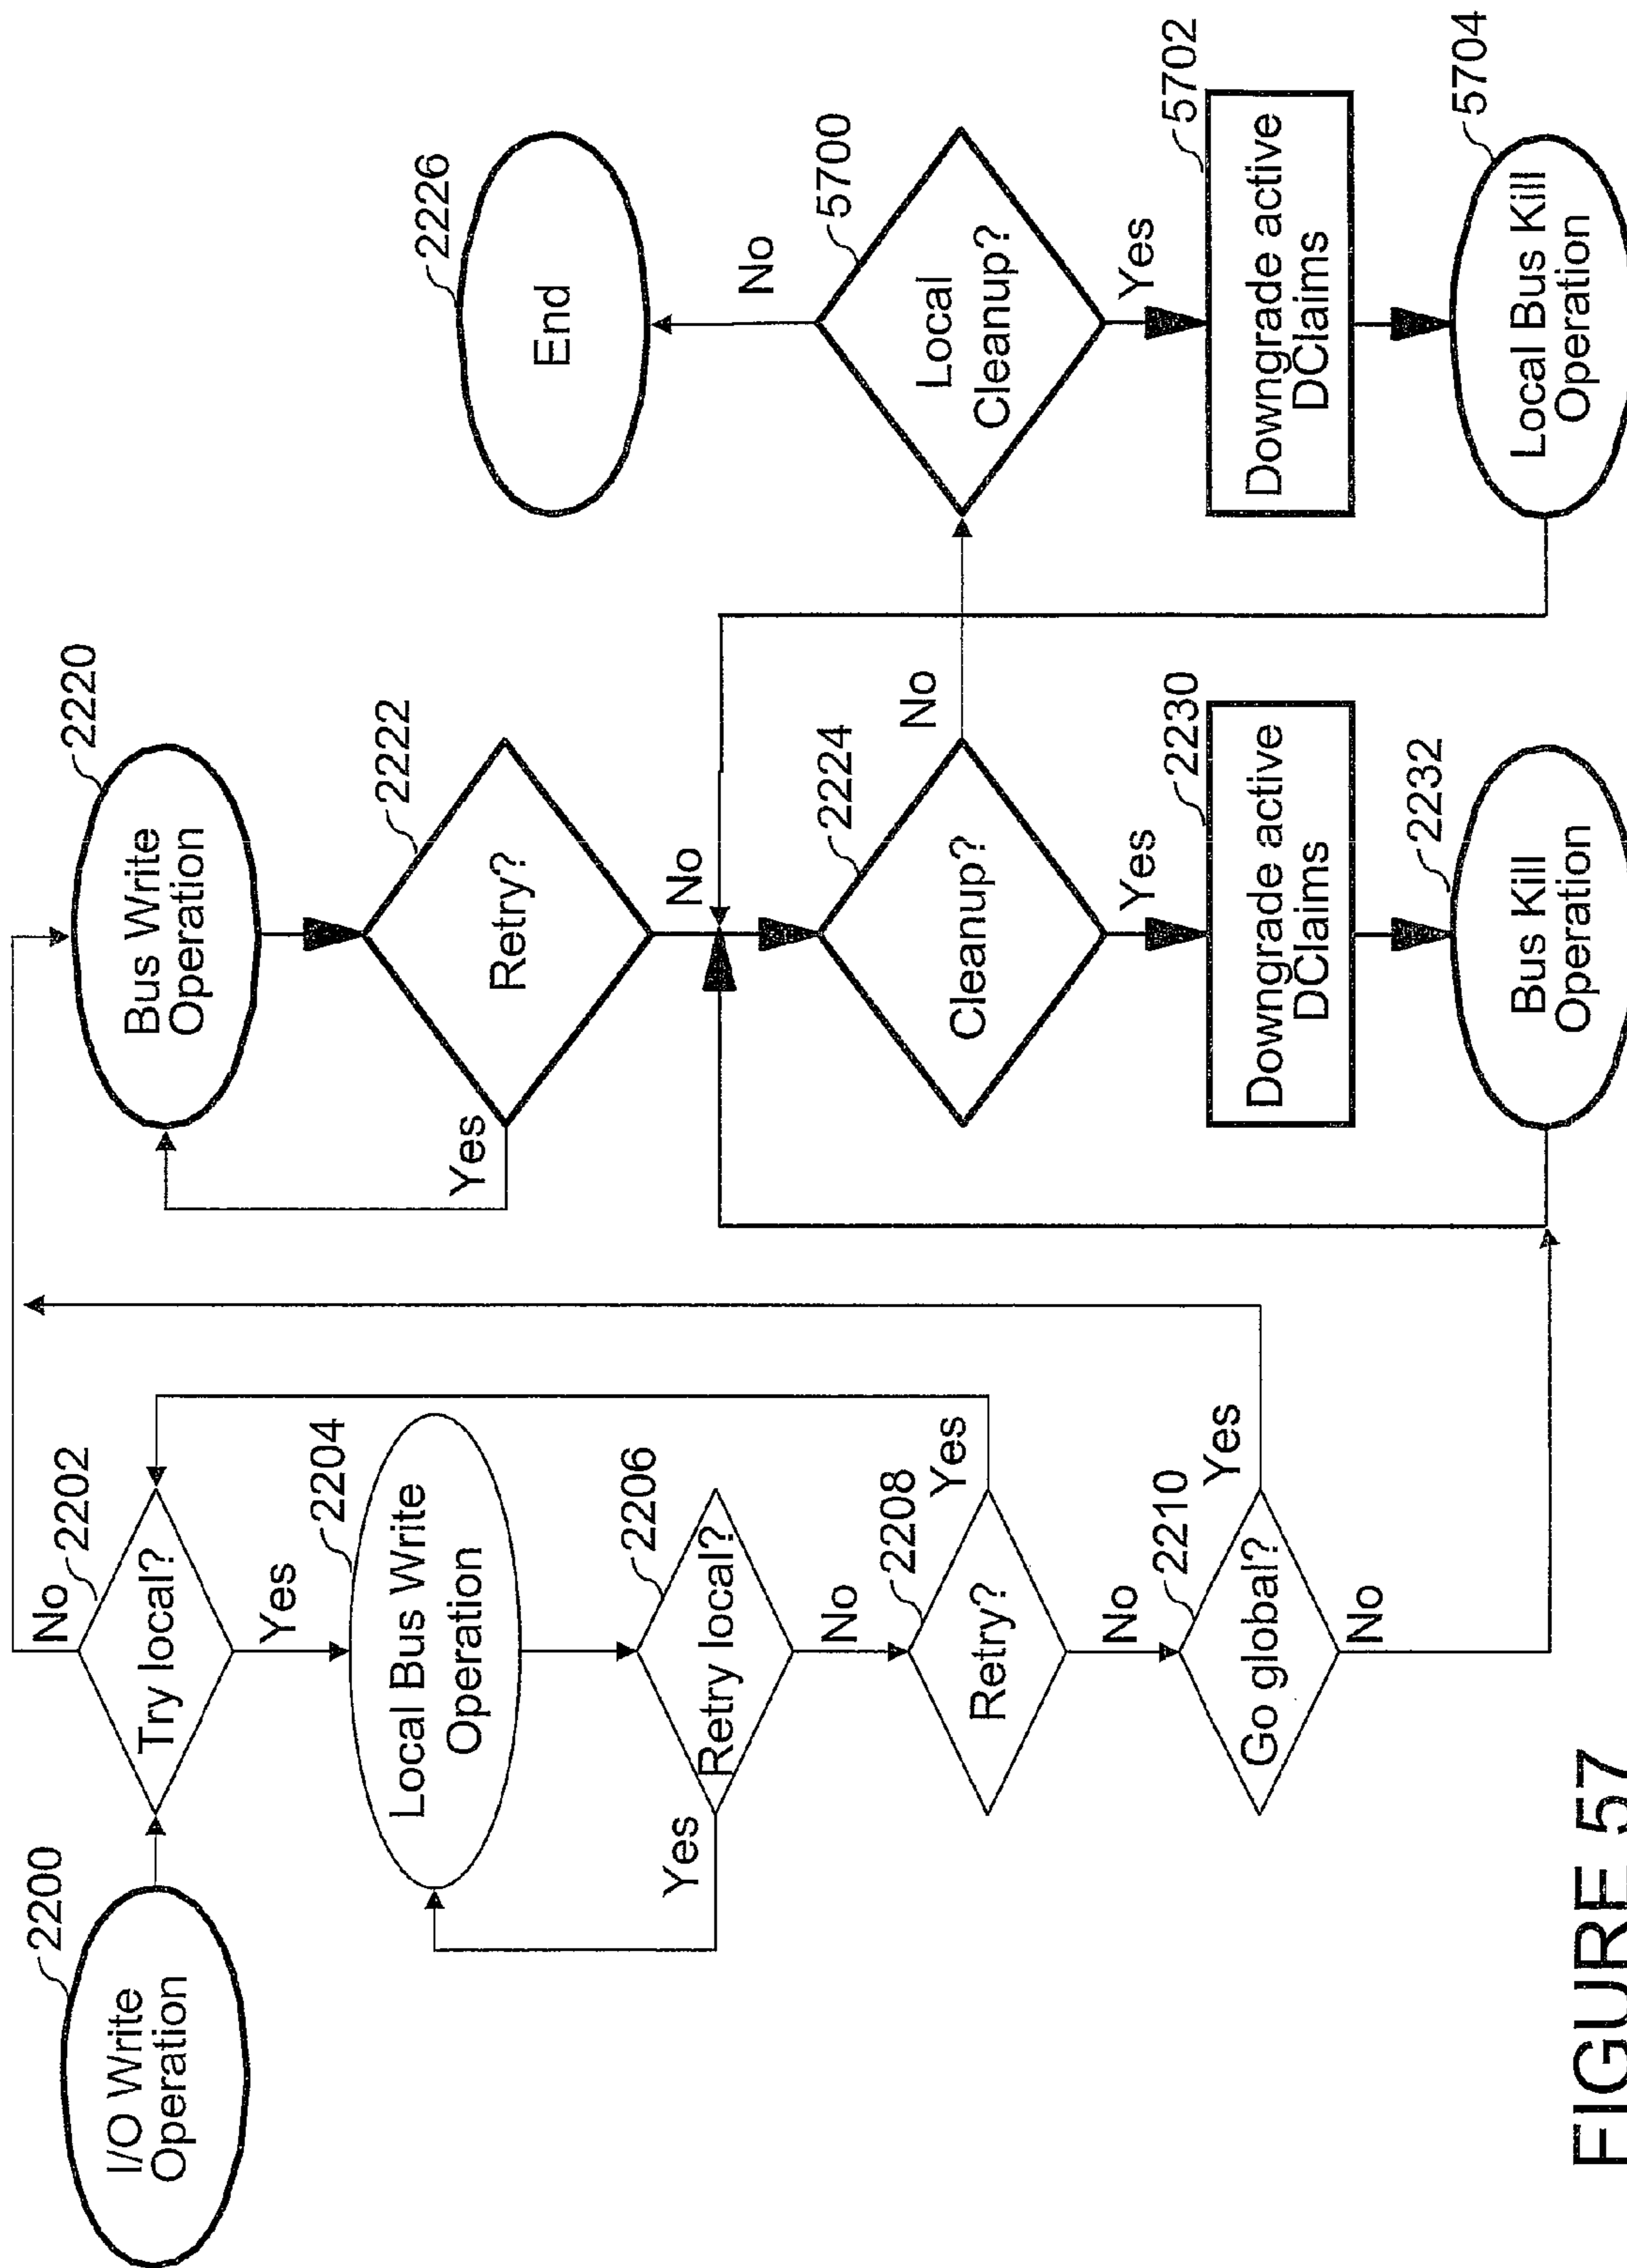 2200
I/O Write
Operation
No
2202
Try local?
Yes
2204
Local Bus Write
Operation
2206
Retry local?
Yes
No
2208
Retry?
Yes
No
2210
Go global?
Yes
No
2220
Bus Write
Operation
2222
Retry?
Yes
No
2224
Cleanup?
No
Yes
2230
Downgrade active
DClaims
2232
Bus Kill
Operation
2226
End
No
5700
Local
Cleanup?
Yes
5702
Downgrade active
DClaims
5704
Local Bus Kill
Operation
FIGURE 57